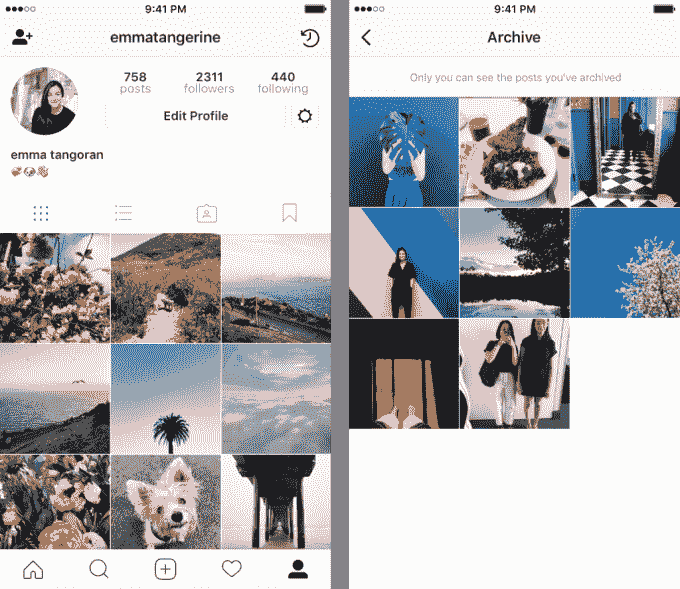 9:41 PM
emmatangerine
758 2311 440
posts followers following
Edit Profile
emma tangoran
9:41 PM
Archive
Only you can see the posts you've archived